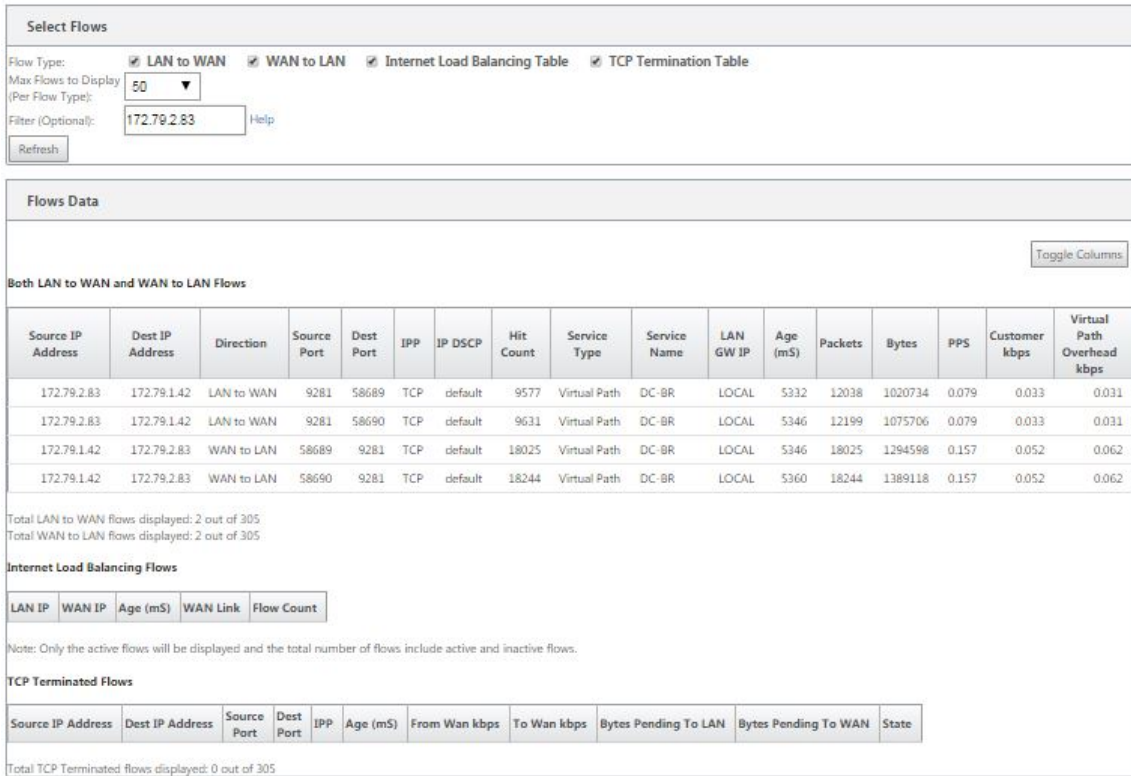 Select Flows
Flow Type: LAN to WAN WAN to LAN Internet Load Balancing Table TCP Termination Table
Max Flows to Display
(Per Flow Type): 50
Filter (Optional): 172.79.2.83 Help
Refresh
Flows Data
Toggle Columns
Both LAN to WAN and WAN to LAN Flows
Source IP Address Dest IP Address Direction Source Port Dest Port IPP IP DSCP Hit Count Service Type Service Name LAN GW IP Age (mS) Packets Bytes PPS Customer kbps Virtual Path Overhead kbps
172.79.2.83 172.79.1.42 LAN to WAN 9281 58689 TCP default 9577 Virtual Path DC-BR LOCAL 5332 12038 1020734 0.079 0.033 0.031
172.79.2.83 172.79.1.42 LAN to WAN 9281 58690 TCP default 9631 Virtual Path DC-BR LOCAL 5346 12199 1075706 0.079 0.033 0.031
172.79.1.42 172.79.2.83 WAN to LAN 58689 9281 TCP default 18025 Virtual Path DC-BR LOCAL 5346 18025 1294598 0.157 0.052 0.062
172.79.1.42 172.79.2.83 WAN to LAN 58690 9281 TCP default 18244 Virtual Path DC-BR LOCAL 5360 18244 1389118 0.157 0.052 0.062
Total LAN to WAN flows displayed: 2 out of 305
Total WAN to LAN flows displayed: 2 out of 305
Internet Load Balancing Flows
LAN IP WAN IP Age (mS) WAN Link Flow Count
Note: Only the active flows will be displayed and the total number of flows include active and inactive flows.
TCP Terminated Flows
Source IP Address Dest IP Address Source Port Dest Port IPP Age (mS) From Wan kbps To Wan kbps Bytes Pending To LAN Bytes Pending To WAN State
Total TCP Terminated flows displayed: 0 out of 305